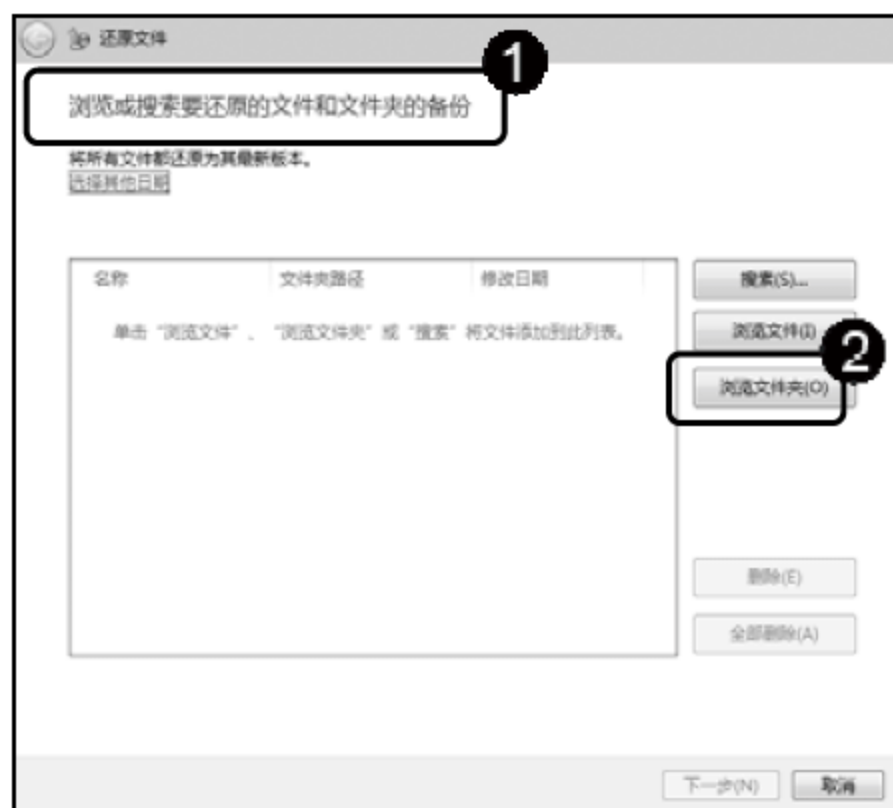 还原文件
1
浏览或搜索要还原的文件和文件夹的备份
将所有文件都还原为其最新版本。
选择其他日期
名称 文件夹路径 修改日期
搜索(S)...
单击“浏览文件”、“浏览文件夹”或“搜索”将文件添加到此列表。
浏览文件(I)
2
浏览文件夹(O)
删除(E)
全部删除(A)
下一步(N) 取消